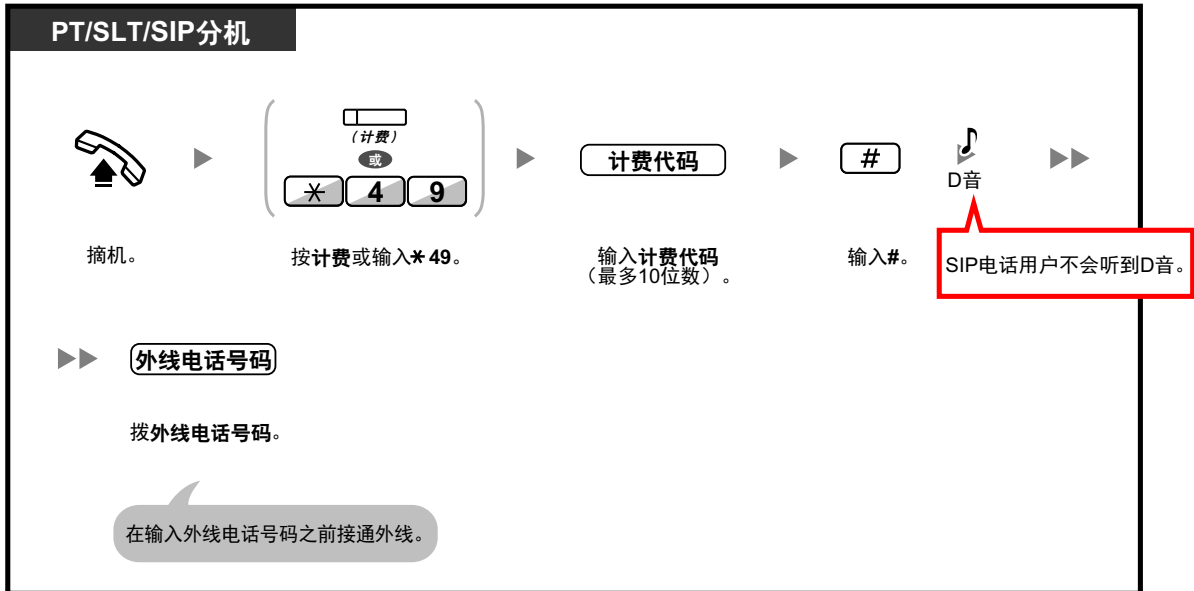 PT/SLT/SIP分机
(计费)
或
* 4 9
计费代码
#
D音
摘机。
按计费或输入* 49。
输入计费代码
（最多10位数）。
输入#。
SIP电话用户不会听到D音。
外线电话号码
拨外线电话号码。
在输入外线电话号码之前接通外线。